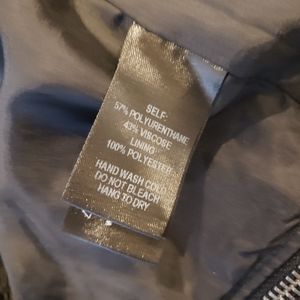 SELF:
57% POLYURETHANE
43% VISCOSE
LINING
100% POLYESTER
HAND WASH COLD
DO NOT BLEACH
HANG TO DRY